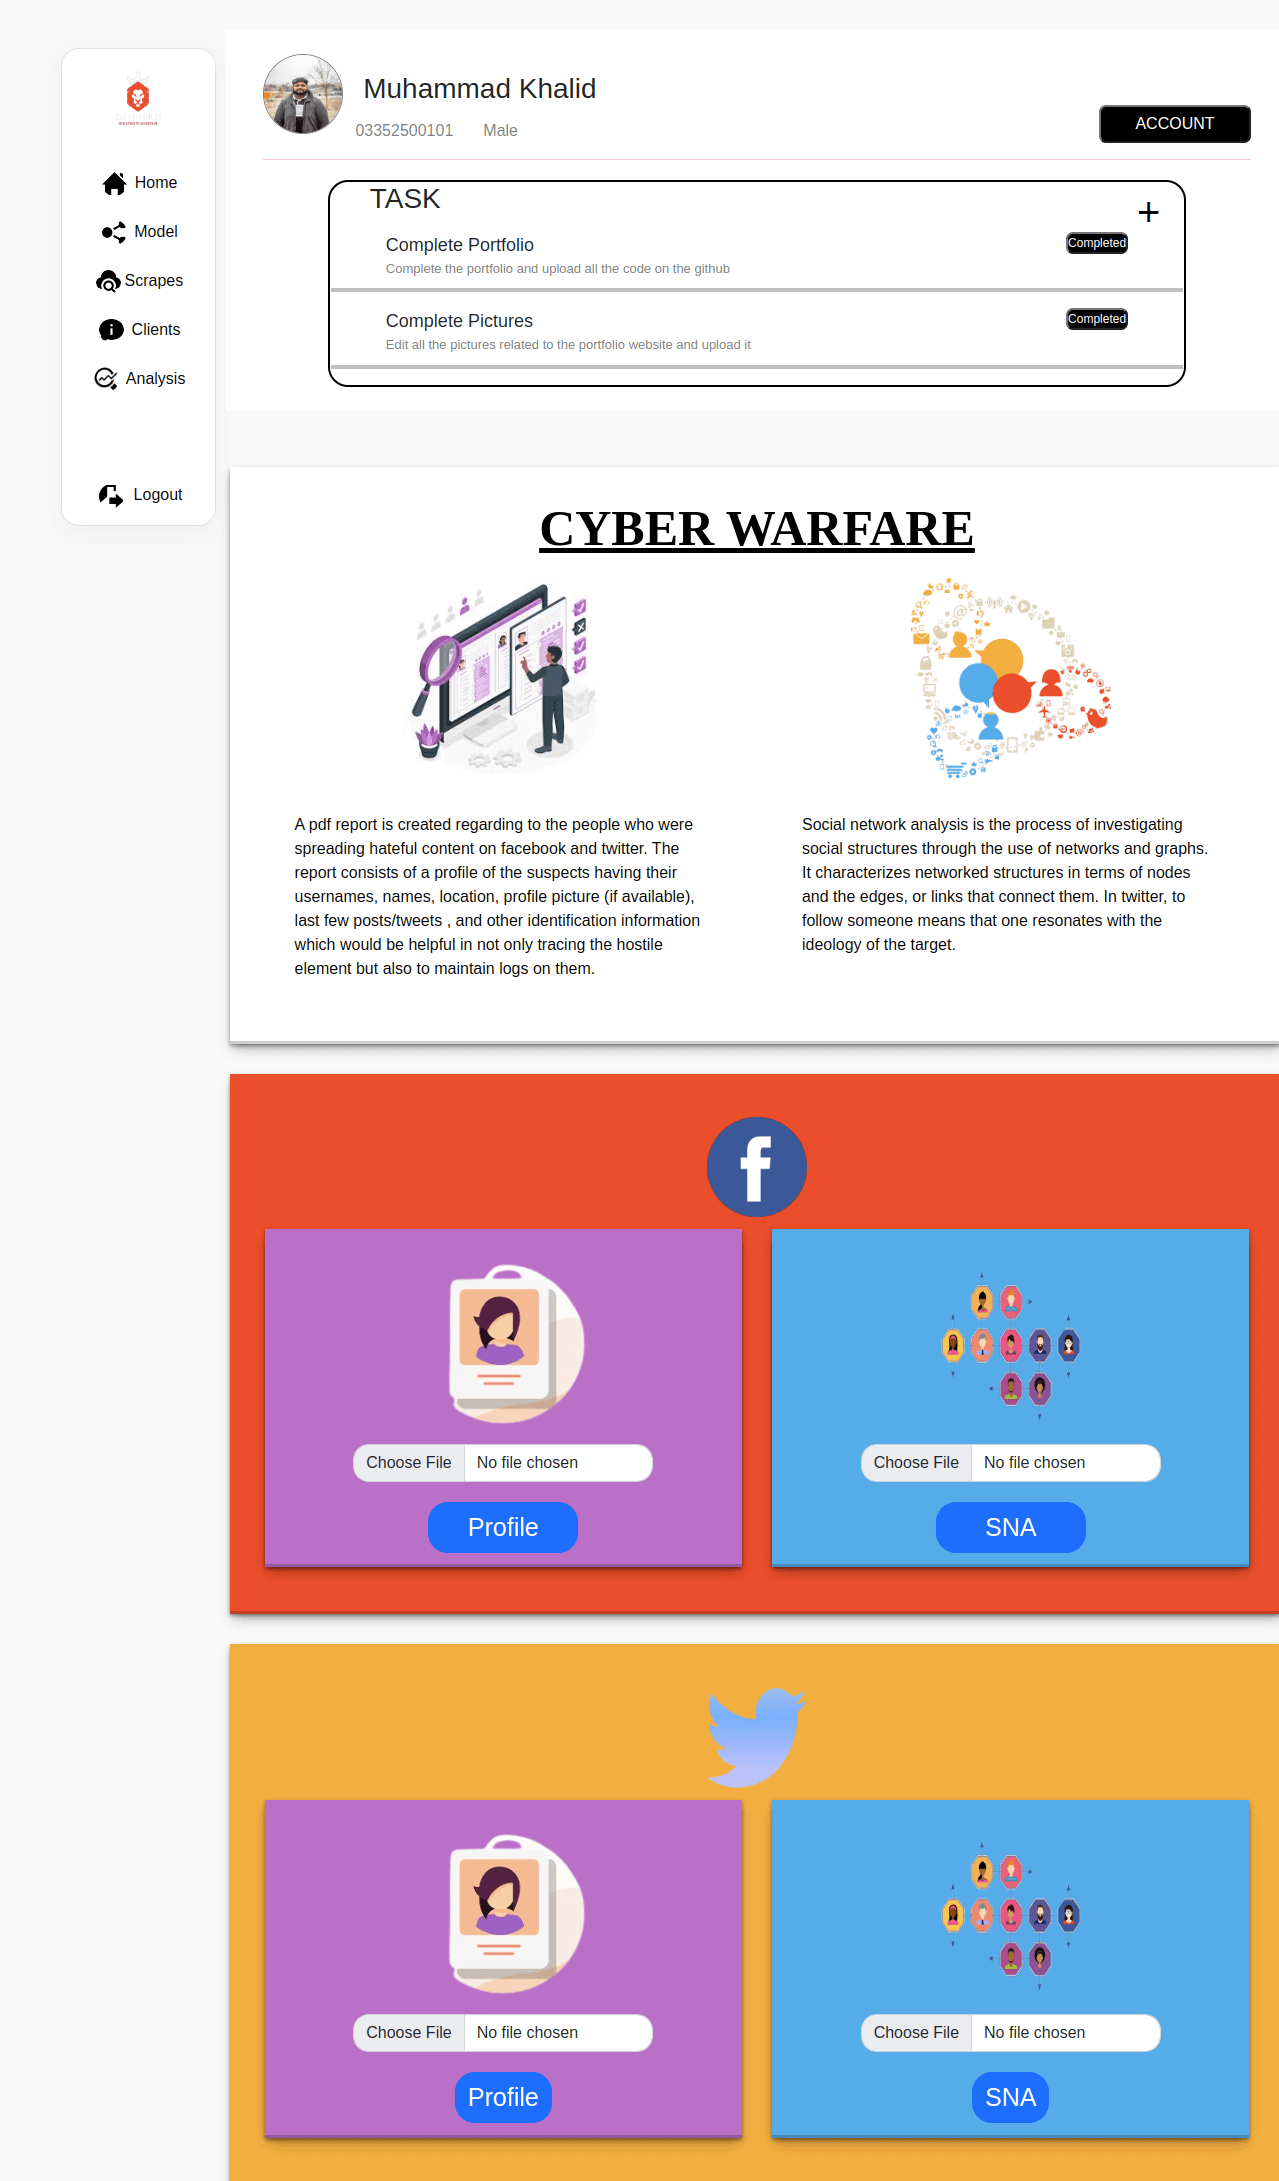 Home
Model
Scrapes
Clients
Analysis
Logout
Muhammad Khalid
03352500101 Male
ACCOUNT
TASK
+
Complete Portfolio
Completed
Complete the portfolio and upload all the code on the github
Complete Pictures
Completed
Edit all the pictures related to the portfolio website and upload it
CYBER WARFARE
A pdf report is created regarding to the people who were
spreading hateful content on facebook and twitter. The
report consists of a profile of the suspects having their
usernames, names, location, profile picture (if available),
last few posts/tweets , and other identification information
which would be helpful in not only tracing the hostile
element but also to maintain logs on them.
Social network analysis is the process of investigating
social structures through the use of networks and graphs.
It characterizes networked structures in terms of nodes
and the edges, or links that connect them. In twitter, to
follow someone means that one resonates with the
ideology of the target.
f
Choose File No file chosen
Profile
Choose File No file chosen
SNA
Choose File No file chosen
Profile
Choose File No file chosen
SNA